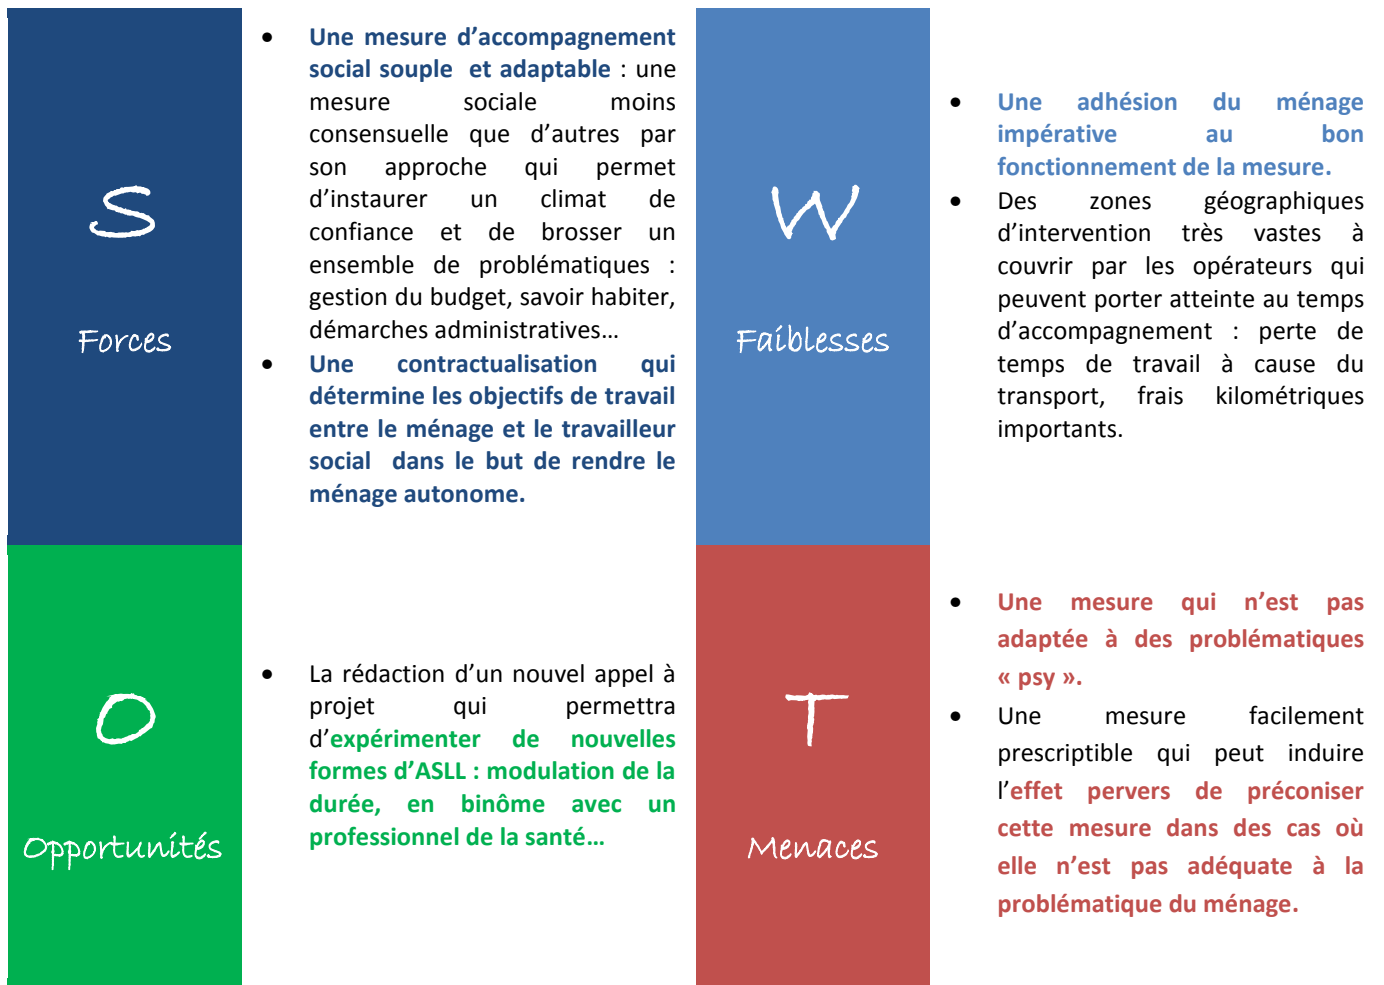 S
Forces
• Une mesure d’accompagnement
social souple et adaptable : une
mesure sociale moins
consensuelle que d’autres par
son approche qui permet
d’instaurer un climat de
confiance et de brosser un
ensemble de problématiques :
gestion du budget, savoir habiter,
démarches administratives…
• Une contractualisation qui
détermine les objectifs de travail
entre le ménage et le travailleur
social dans le but de rendre le
ménage autonome.
W
Faiblesses
• Une adhésion du ménage
impérative au bon
fonctionnement de la mesure.
• Des zones géographiques
d’intervention très vastes à
couvrir par les opérateurs qui
peuvent porter atteinte au temps
d’accompagnement : perte de
temps de travail à cause du
transport, frais kilométriques
importants.
O
Opportunités
• La rédaction d’un nouvel appel à
projet qui permettra
d’expérimenter de nouvelles
formes d’ASLL : modulation de la
durée, en binôme avec un
professionnel de la santé…
T
Menaces
• Une mesure qui n’est pas
adaptée à des problématiques
« psy ».
• Une mesure facilement
prescriptible qui peut induire
l’effet pervers de préconiser
cette mesure dans des cas où
elle n’est pas adéquate à la
problématique du ménage.